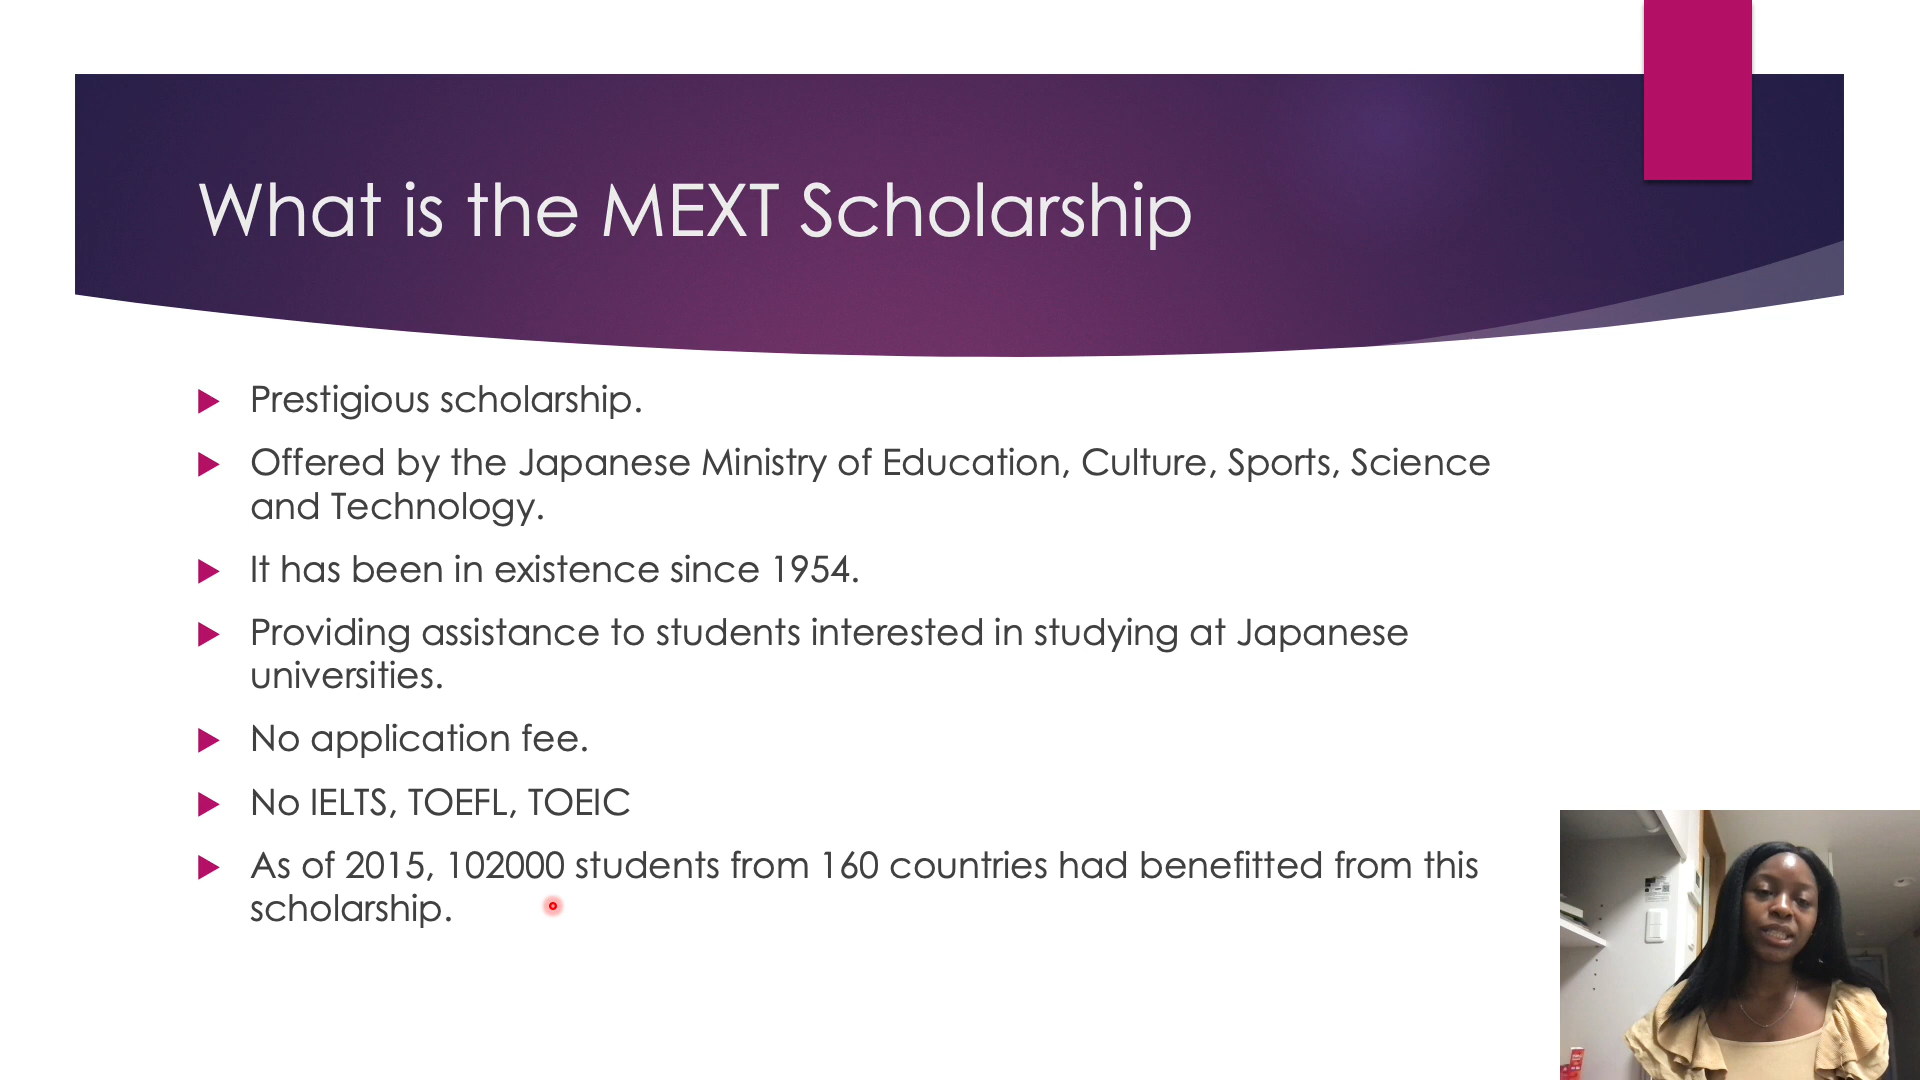 What is the MEXT Scholarship
Prestigious scholarship.
Offered by the Japanese Ministry of Education, Culture, Sports, Science
and Technology.
It has been in existence since 1954.
Providing assistance to students interested in studying at Japanese
universities.
No application fee.
No IELTS, TOEFL, TOEIC
As of 2015, 102000 students from 160 countries had benefitted from this
scholarship.